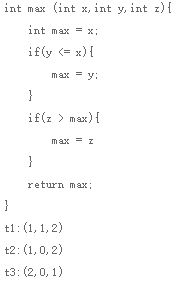 int max (int x,int y,int z){
    int max = x;
    if(y <= x){
        max = y;
    }
    if(z > max){
        max = z
    }
    return max;
}
t1:(1,1,2)
t2:(1,0,2)
t3:(2,0,1)